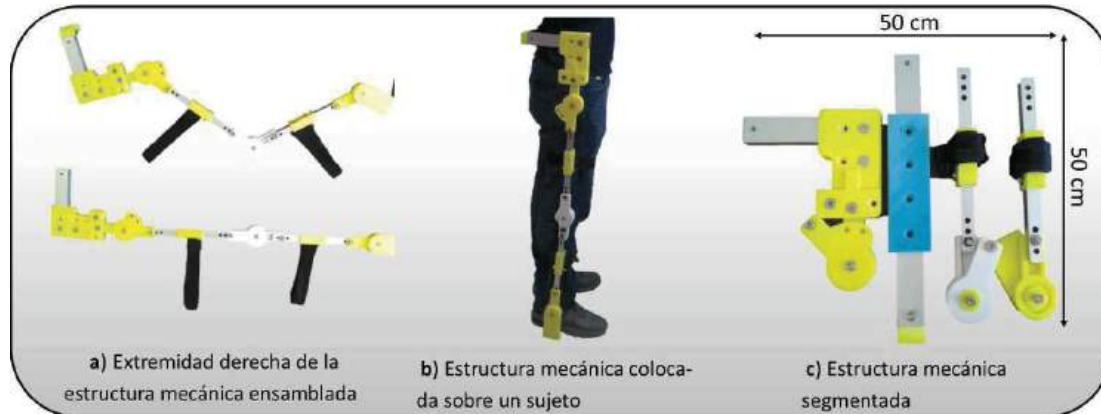 50 cm
50 cm
a) Extremidad derecha de la
estructura mecánica ensamblada
b) Estructura mecánica coloca-
da sobre un sujeto
c) Estructura mecánica
segmentada